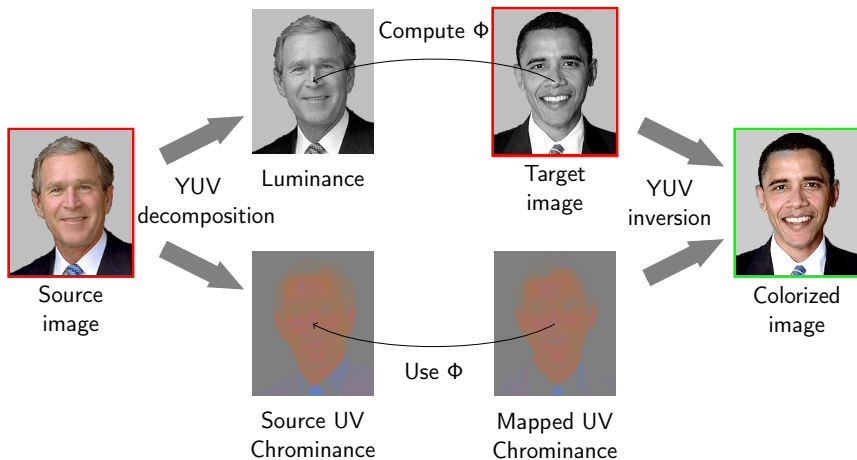 Compute Φ
Luminance
Target
image
YUV
decomposition
YUV
inversion
Source
image
Colorized
image
Use Φ
Source UV
Chrominance
Mapped UV
Chrominance